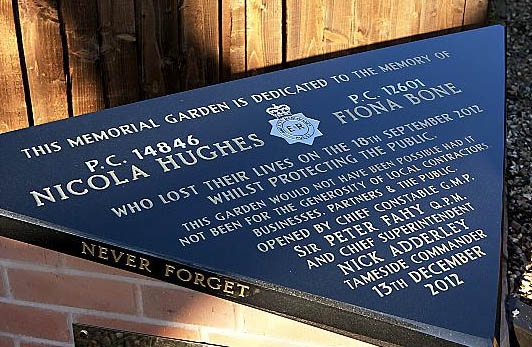 THIS MEMORIAL GARDEN IS DEDICATED TO THE MEMORY OF
P.C. 14846
NICOLA HUGHES
E R
P.C. 12601
FIONA BONE
WHO LOST THEIR LIVES ON THE 18TH SEPTEMBER 2012
WHILST PROTECTING THE PUBLIC.
THIS GARDEN WOULD NOT HAVE BEEN POSSIBLE HAD IT
NOT BEEN FOR THE GENEROSITY OF LOCAL CONTRACTORS,
BUSINESSES, PARTNERS & THE PUBLIC.
OPENED BY CHIEF CONSTABLE G.M.P.
SIR PETER FAHY Q.P.M.
AND CHIEF SUPERINTENDENT
NICK ADDERLEY
TAMESIDE COMMANDER
13TH DECEMBER
2012
NEVER FORGET